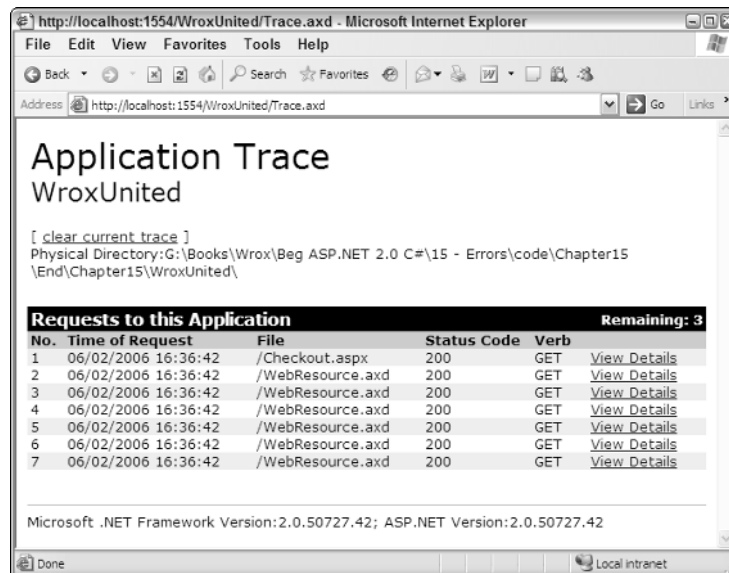 http://localhost:1554/WroxUnited/Trace.axd - Microsoft Internet Explorer
File Edit View Favorites Tools Help
Back Search Favorites
Address http://localhost:1554/WroxUnited/Trace.axd Go Links »
Application Trace
WroxUnited
[ clear current trace ]
Physical Directory:G:\Books\Wrox\Beg ASP.NET 2.0 C#\15 - Errors\code\Chapter15
\End\Chapter15\WroxUnited\
Requests to this Application Remaining: 3
No. Time of Request File Status Code Verb
1 06/02/2006 16:36:42 /Checkout.aspx 200 GET View Details
2 06/02/2006 16:36:42 /WebResource.axd 200 GET View Details
3 06/02/2006 16:36:42 /WebResource.axd 200 GET View Details
4 06/02/2006 16:36:42 /WebResource.axd 200 GET View Details
5 06/02/2006 16:36:42 /WebResource.axd 200 GET View Details
6 06/02/2006 16:36:42 /WebResource.axd 200 GET View Details
7 06/02/2006 16:36:42 /WebResource.axd 200 GET View Details
Microsoft .NET Framework Version:2.0.50727.42; ASP.NET Version:2.0.50727.42
Done Local intranet